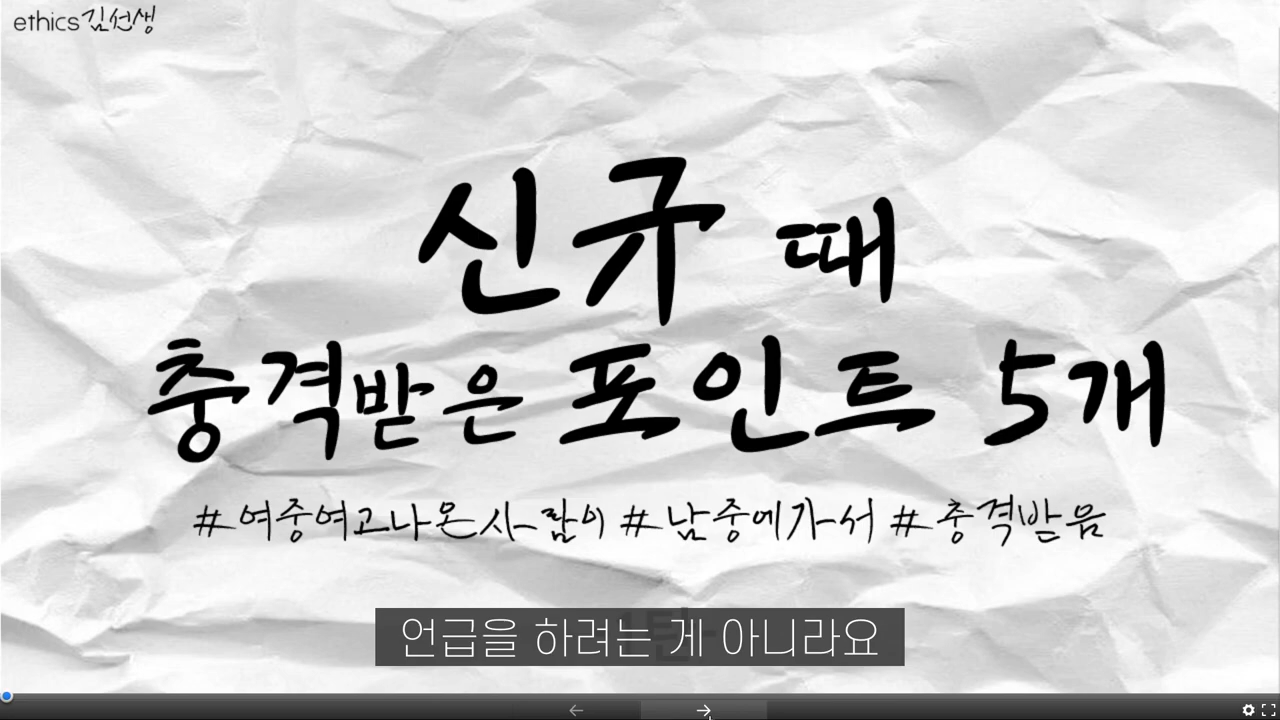 ethics김선생
신규 때
충격받은 포인트 5개
#여중여고나온사람이 #남중에가서 #충격받음
언급을 하려는 게 아니라요